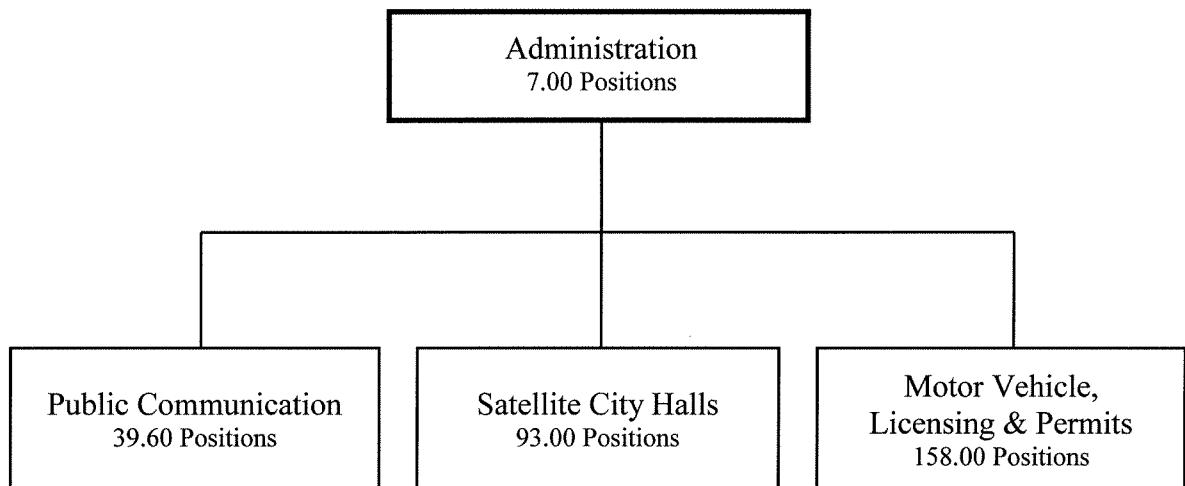 Administration
7.00 Positions
Public Communication
39.60 Positions
Satellite City Halls
93.00 Positions
Motor Vehicle,
Licensing & Permits
158.00 Positions